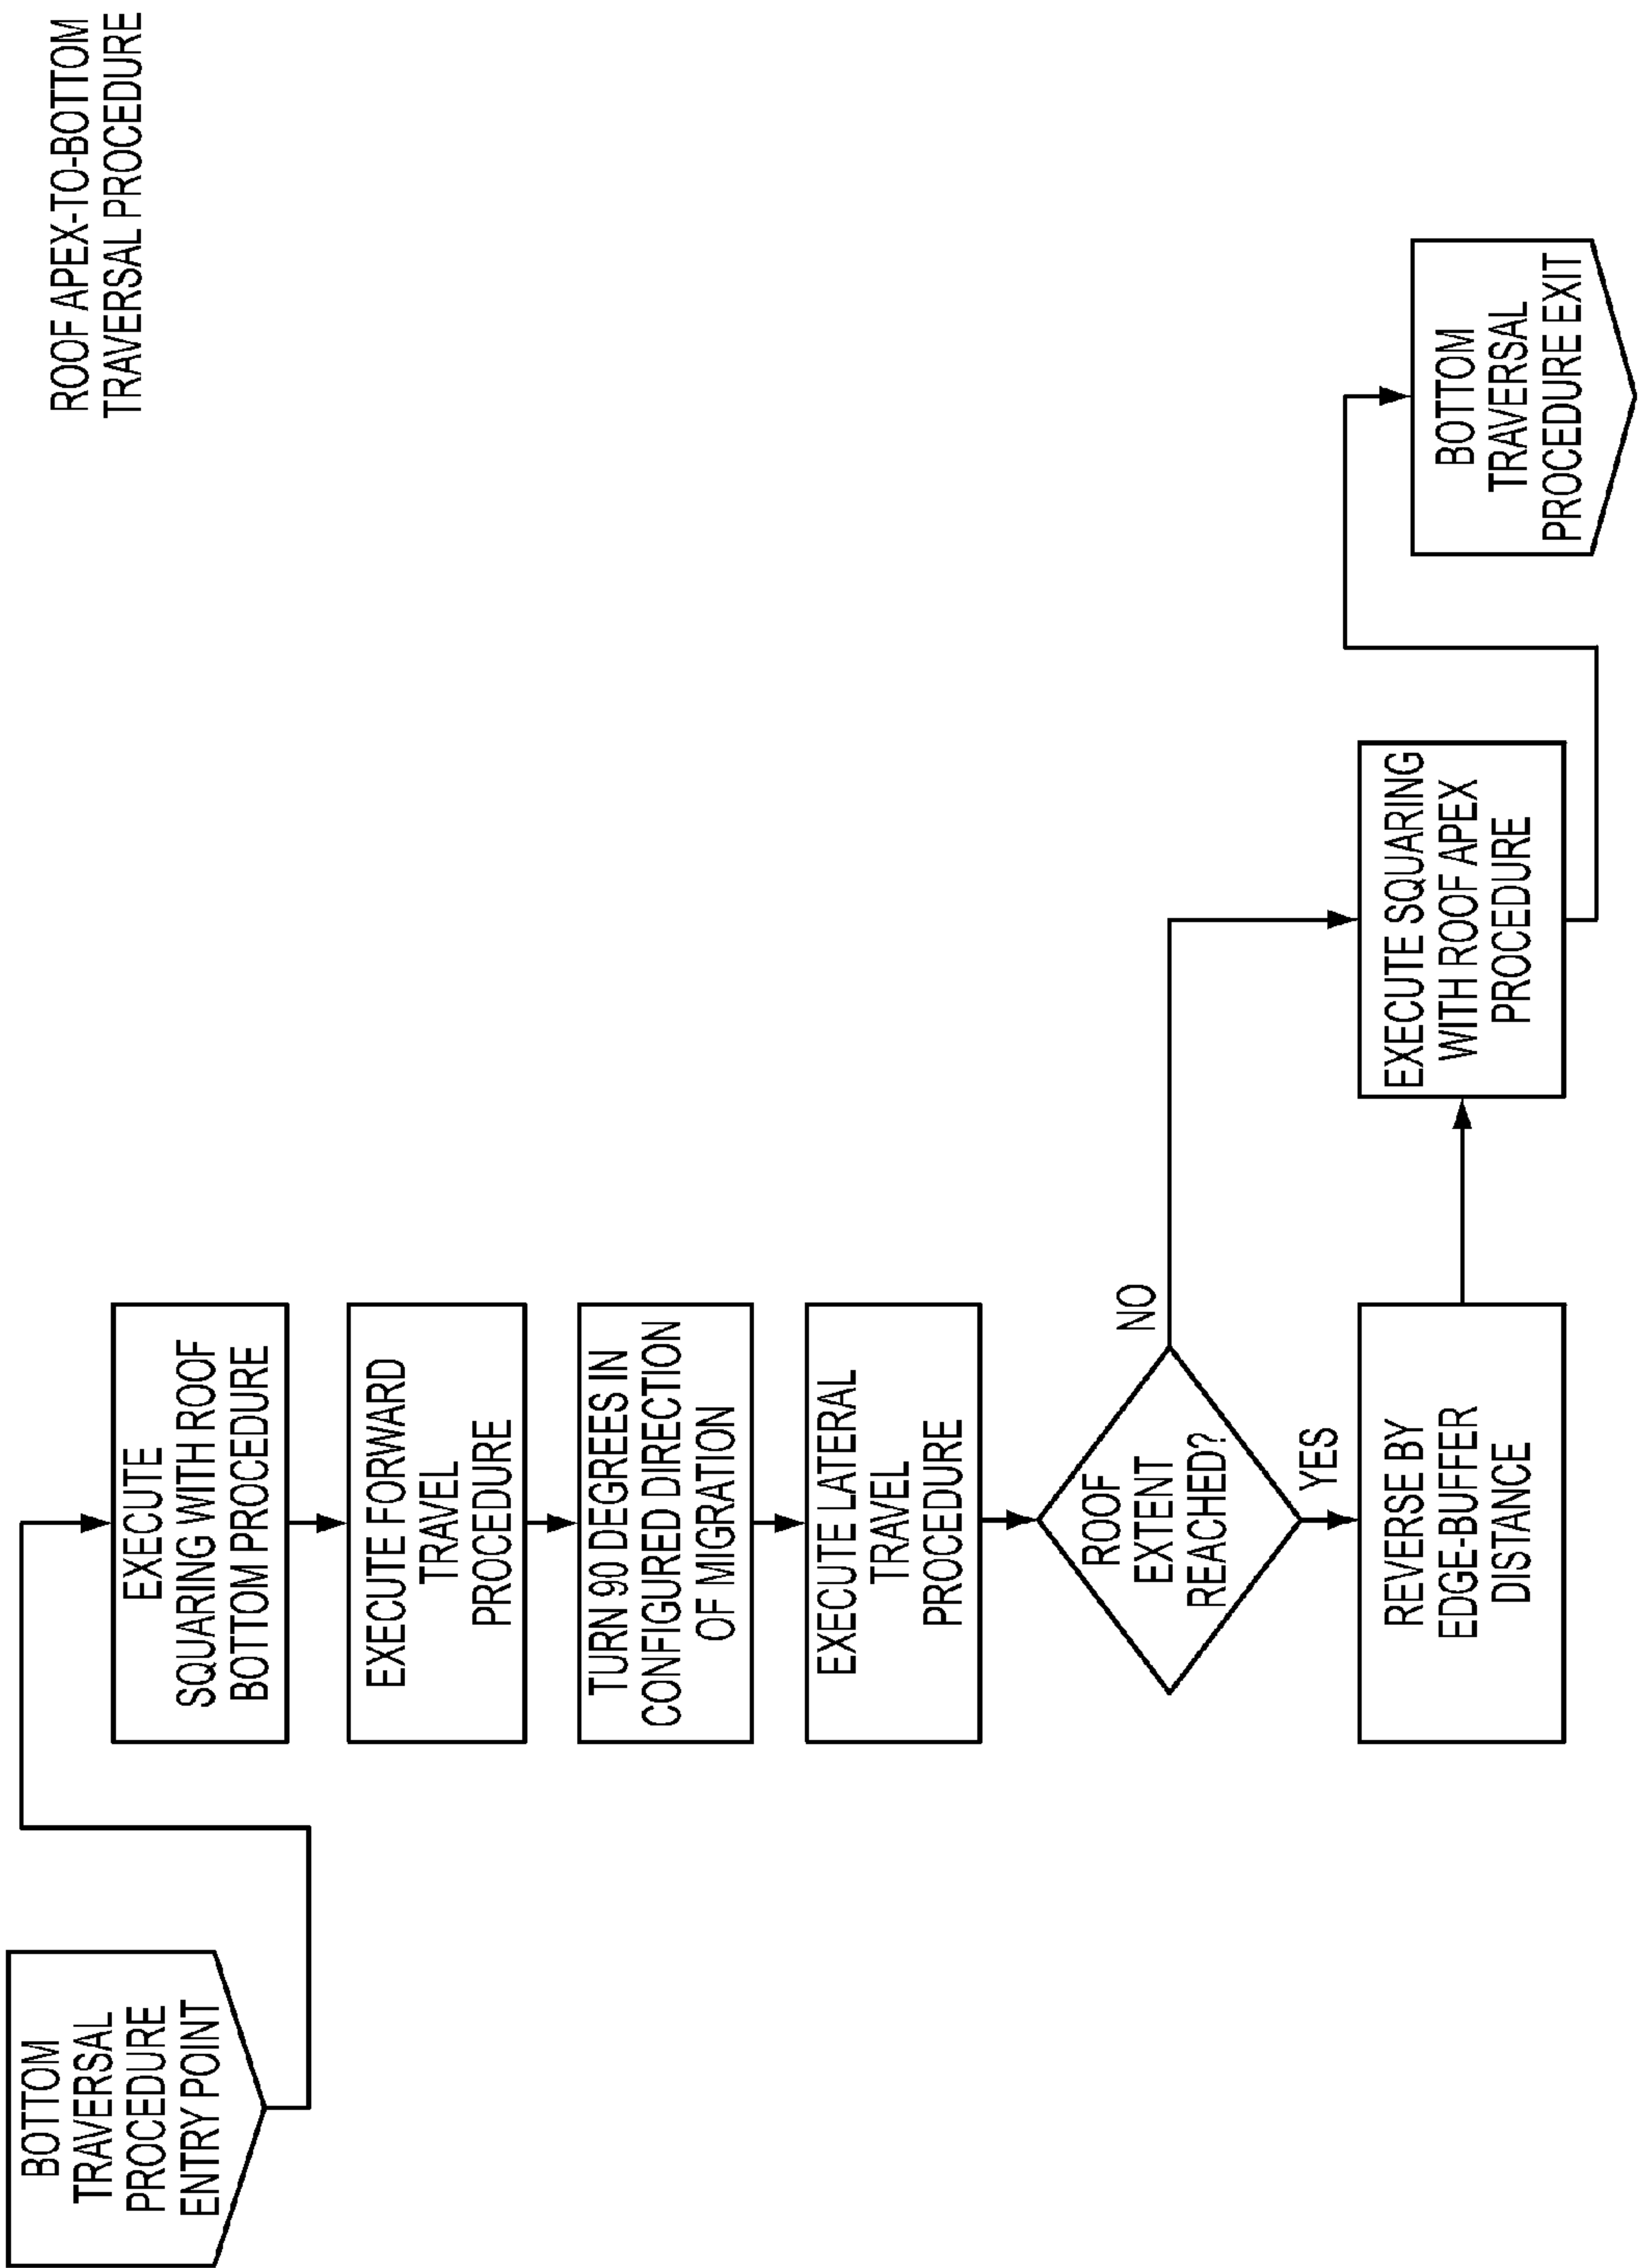 ROOF APEX-TO-BOTTOM
TRAVERSAL PROCEDURE
BOTTOM
TRAVERSAL
PROCEDURE
ENTRY POINT
EXECUTE
SQUARING WITH ROOF
BOTTOM PROCEDURE
EXECUTE FORWARD
TRAVEL
PROCEDURE
TURN 90 DEGREES IN
CONFIGURED DIRECTION
OF MIGRATION
EXECUTE LATERAL
TRAVEL
PROCEDURE
ROOF
EXTENT
REACHED?
NO
YES
REVERSE BY
EDGE-BUFFER
DISTANCE
EXECUTE SQUARING
WITH ROOF APEX
PROCEDURE
BOTTOM
TRAVERSAL
PROCEDURE EXIT